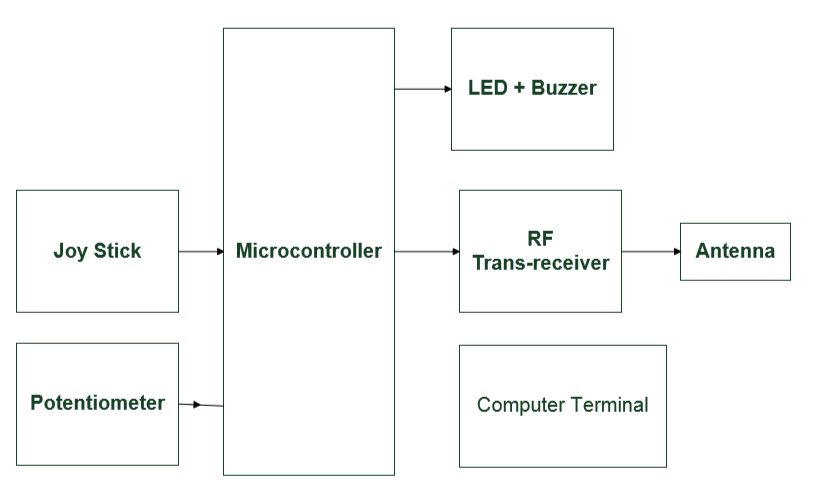 LED + Buzzer
Joy Stick
Microcontroller
RF
Trans-receiver
Antenna
Potentiometer
Computer Terminal